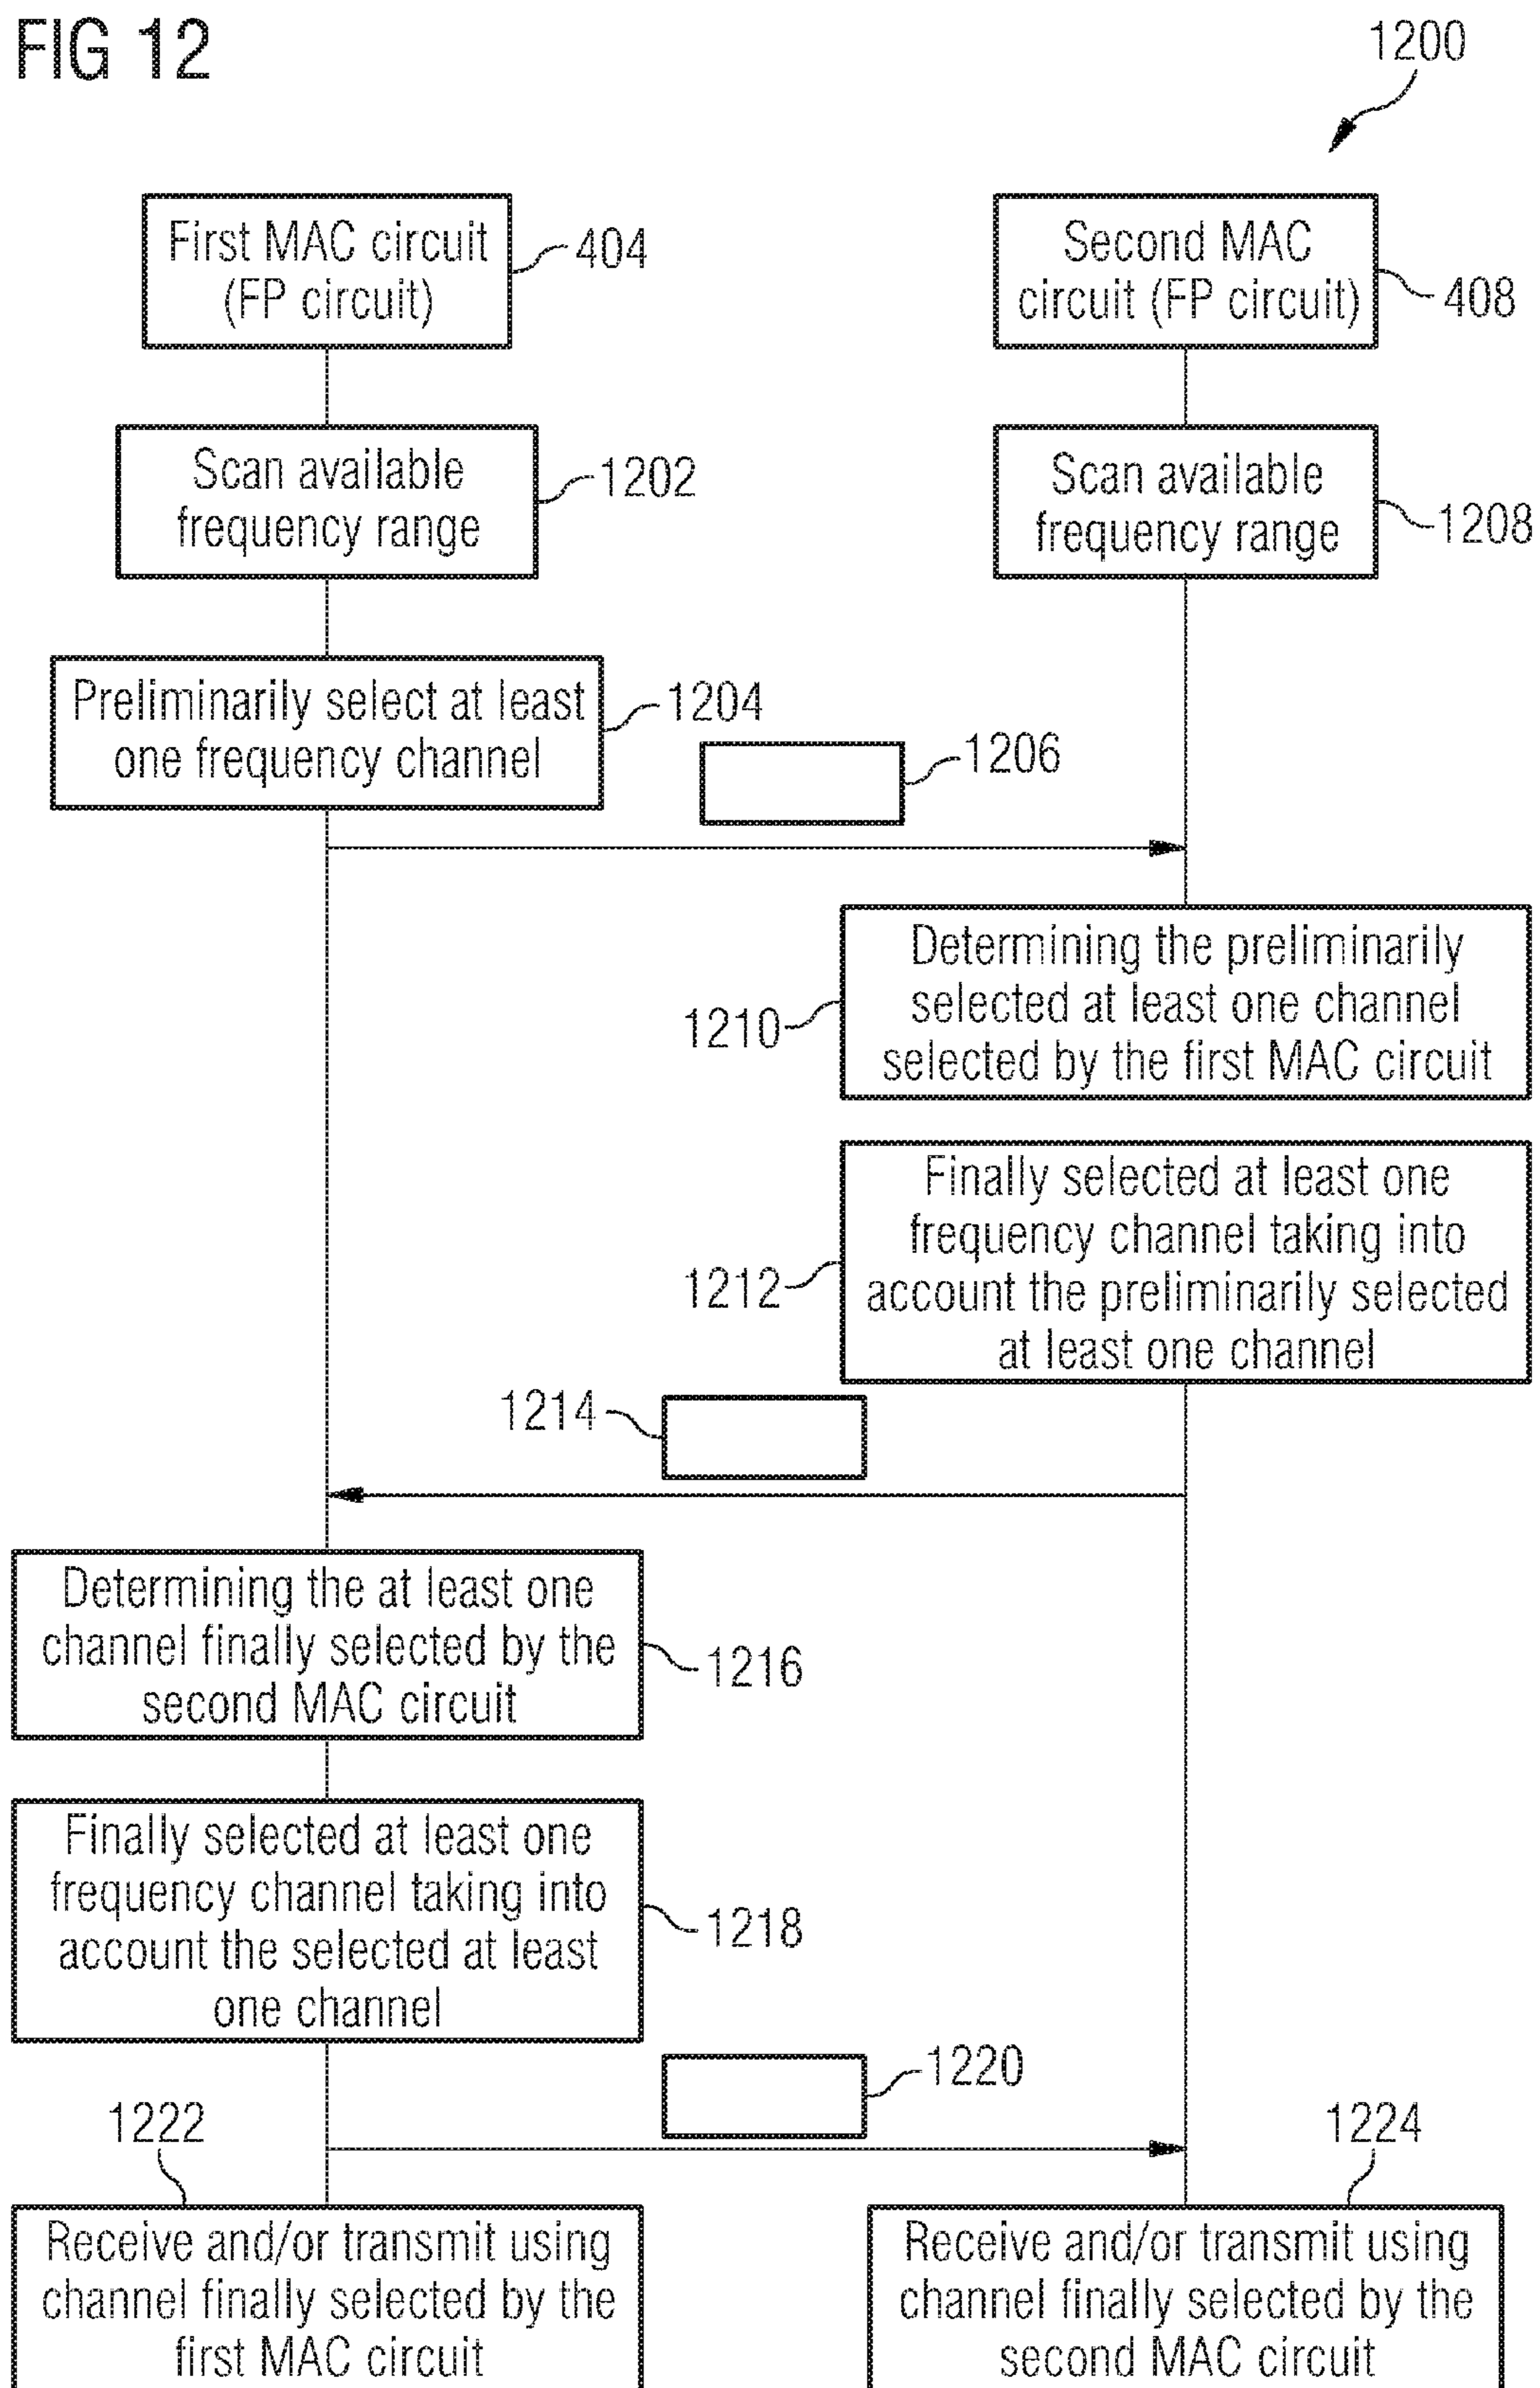 FIG 12
1200
First MAC circuit
(FP circuit)
404
Second MAC
circuit (FP circuit)
408
Scan available
frequency range
1202
Scan available
frequency range
1208
Preliminarily select at least
one frequency channel
1204
1206
Determining the preliminarily
selected at least one channel
selected by the first MAC circuit
1210
Finally selected at least one
frequency channel taking into
account the preliminarily selected
at least one channel
1212
1214
Determining the at least one
channel finally selected by the
second MAC circuit
1216
Finally selected at least one
frequency channel taking into
account the selected at least
one channel
1218
1220
1222
1224
Receive and/or transmit using
channel finally selected by the
first MAC circuit
Receive and/or transmit using
channel finally selected by the
second MAC circuit